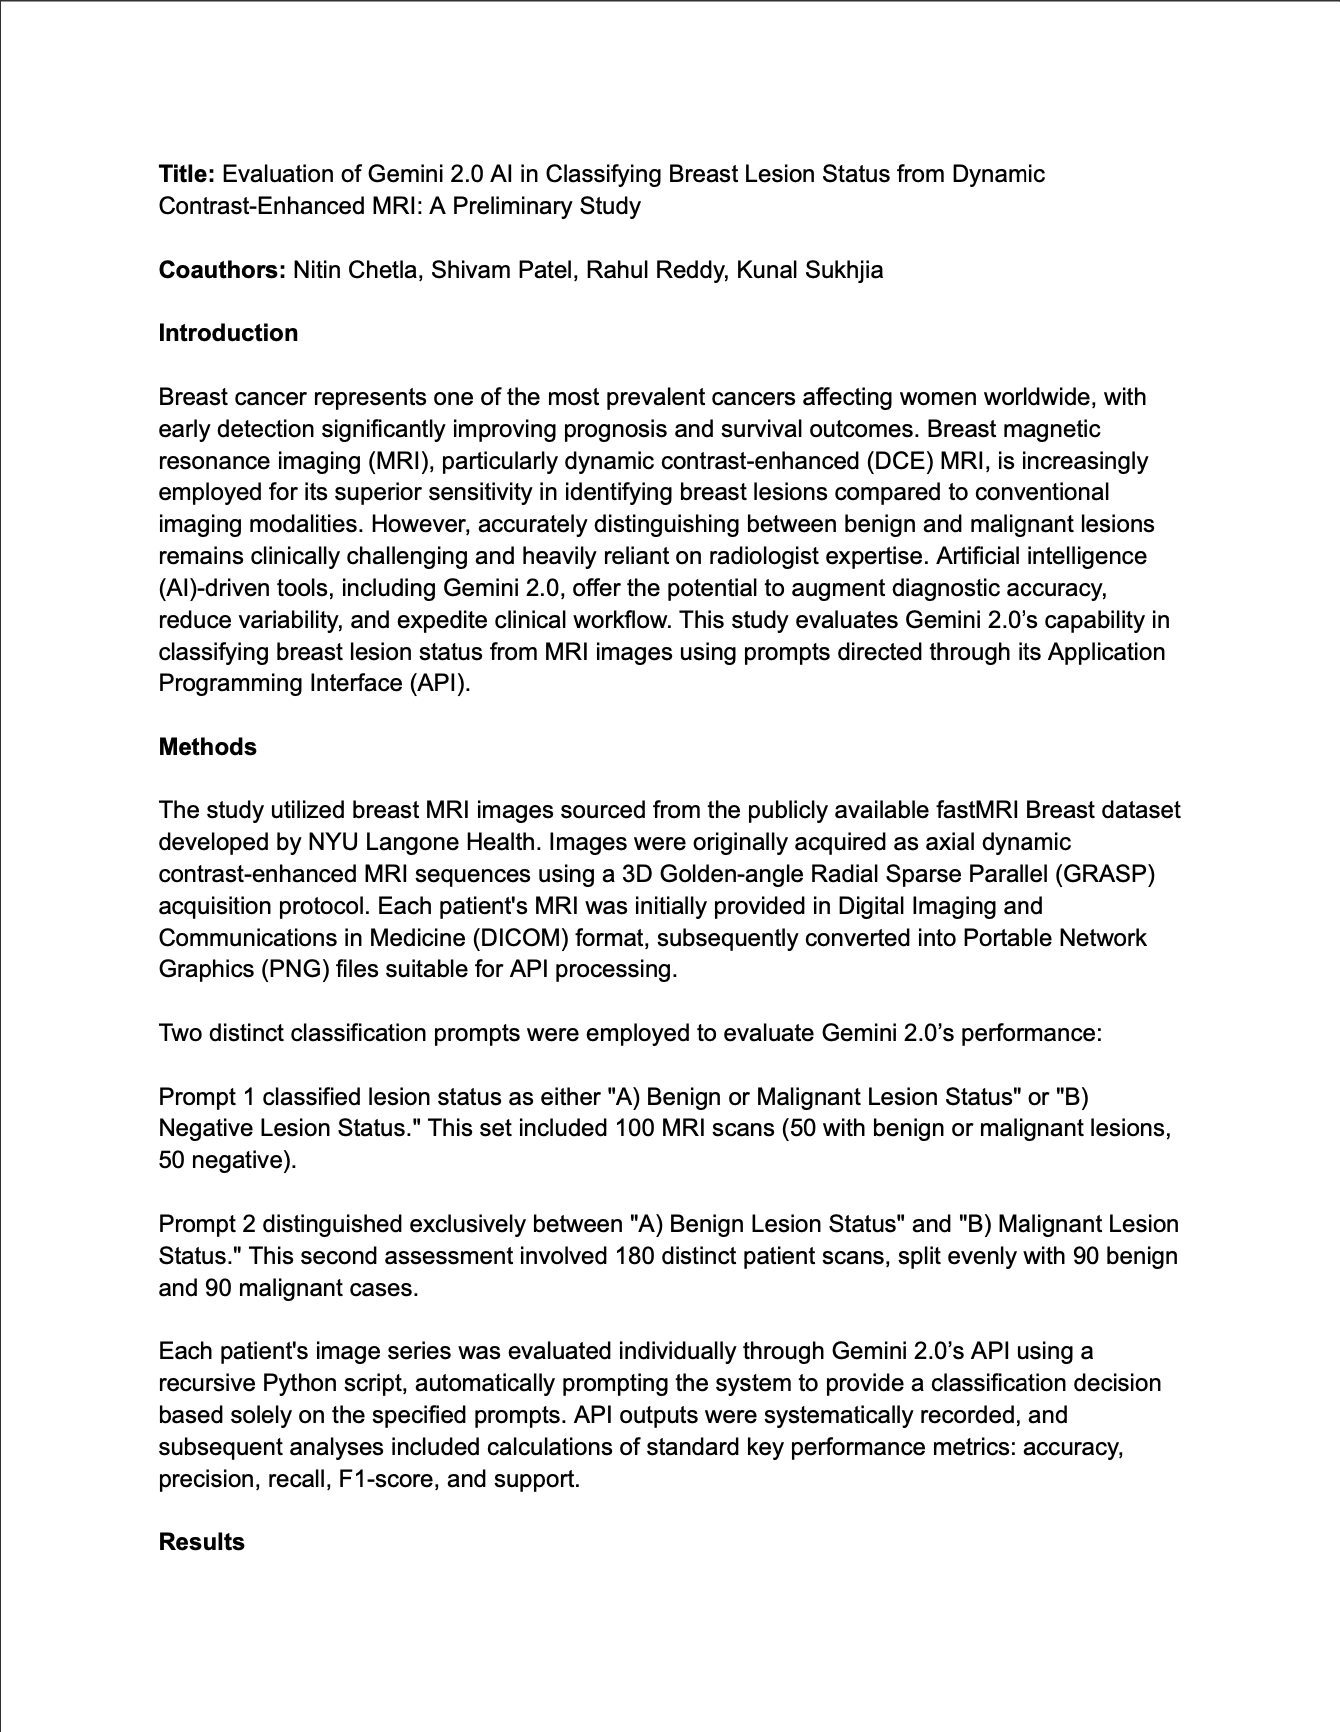 Title: Evaluation of Gemini 2.0 AI in Classifying Breast Lesion Status from Dynamic
Contrast-Enhanced MRI: A Preliminary Study
Coauthors: Nitin Chetla, Shivam Patel, Rahul Reddy, Kunal Sukhjia
Introduction
Breast cancer represents one of the most prevalent cancers affecting women worldwide, with
early detection significantly improving prognosis and survival outcomes. Breast magnetic
resonance imaging (MRI), particularly dynamic contrast-enhanced (DCE) MRI, is increasingly
employed for its superior sensitivity in identifying breast lesions compared to conventional
imaging modalities. However, accurately distinguishing between benign and malignant lesions
remains clinically challenging and heavily reliant on radiologist expertise. Artificial intelligence
(AI)-driven tools, including Gemini 2.0, offer the potential to augment diagnostic accuracy,
reduce variability, and expedite clinical workflow. This study evaluates Gemini 2.0’s capability in
classifying breast lesion status from MRI images using prompts directed through its Application
Programming Interface (API).
Methods
The study utilized breast MRI images sourced from the publicly available fastMRI Breast dataset
developed by NYU Langone Health. Images were originally acquired as axial dynamic
contrast-enhanced MRI sequences using a 3D Golden-angle Radial Sparse Parallel (GRASP)
acquisition protocol. Each patient's MRI was initially provided in Digital Imaging and
Communications in Medicine (DICOM) format, subsequently converted into Portable Network
Graphics (PNG) files suitable for API processing.
Two distinct classification prompts were employed to evaluate Gemini 2.0’s performance:
Prompt 1 classified lesion status as either "A) Benign or Malignant Lesion Status" or "B)
Negative Lesion Status." This set included 100 MRI scans (50 with benign or malignant lesions,
50 negative).
Prompt 2 distinguished exclusively between "A) Benign Lesion Status" and "B) Malignant Lesion
Status." This second assessment involved 180 distinct patient scans, split evenly with 90 benign
and 90 malignant cases.
Each patient's image series was evaluated individually through Gemini 2.0’s API using a
recursive Python script, automatically prompting the system to provide a classification decision
based solely on the specified prompts. API outputs were systematically recorded, and
subsequent analyses included calculations of standard key performance metrics: accuracy,
precision, recall, F1-score, and support.
Results